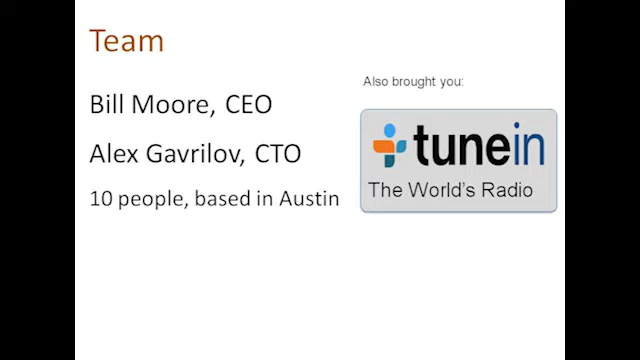 Team
Bill Moore, CEO
Alex Gavrilov, CTO
10 people, based in Austin
Also brought you:
tunein
The World's Radio